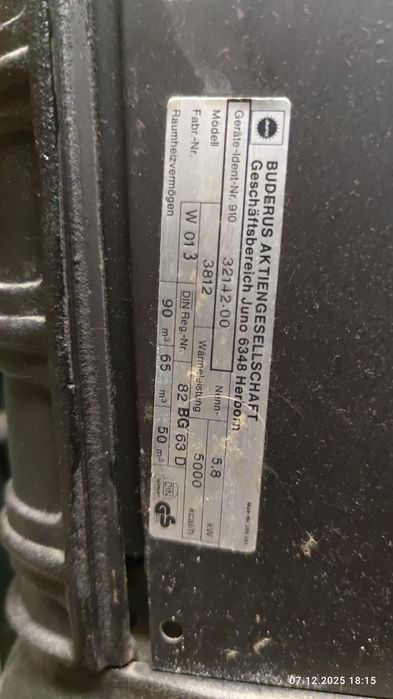 BUDERUS AKTIENGESELLSCHAFT
Geschäftsbereich Juno 6348 Herborn
Geräte-Ident-Nr. 910 32142.00
Modell 3812 Nenn-
Wärmeleistung 5.8 kW
5000 kcal/h
Fabr.-Nr. W 01 3 DIN Reg.-Nr. 82 BG 63 D
Raumheizvermögen 90 m³ 65 m³ 50 m³
DIN
GS
07.12.2025 18:15